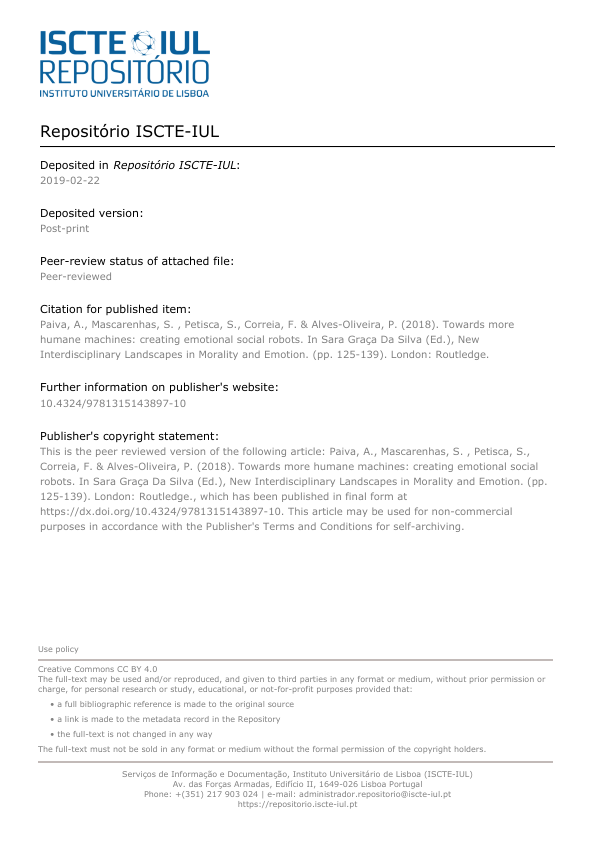 ISCTE IUL
REPOSITÓRIO
INSTITUTO UNIVERSITÁRIO DE LISBOA
Repositório ISCTE-IUL
Deposited in Repositório ISCTE-IUL:
2019-02-22
Deposited version:
Post-print
Peer-review status of attached file:
Peer-reviewed
Citation for published item:
Paiva, A., Mascarenhas, S. , Petisca, S., Correia, F. & Alves-Oliveira, P. (2018). Towards more
humane machines: creating emotional social robots. In Sara Graça Da Silva (Ed.), New
Interdisciplinary Landscapes in Morality and Emotion. (pp. 125-139). London: Routledge.
Further information on publisher's website:
10.4324/9781315143897-10
Publisher's copyright statement:
This is the peer reviewed version of the following article: Paiva, A., Mascarenhas, S. , Petisca, S.,
Correia, F. & Alves-Oliveira, P. (2018). Towards more humane machines: creating emotional social
robots. In Sara Graça Da Silva (Ed.), New Interdisciplinary Landscapes in Morality and Emotion. (pp.
125-139). London: Routledge., which has been published in final form at
https://dx.doi.org/10.4324/9781315143897-10. This article may be used for non-commercial
purposes in accordance with the Publisher's Terms and Conditions for self-archiving.
Use policy
Creative Commons CC BY 4.0
The full-text may be used and/or reproduced, and given to third parties in any format or medium, without prior permission or
charge, for personal research or study, educational, or not-for-profit purposes provided that:
• a full bibliographic reference is made to the original source
• a link is made to the metadata record in the Repository
• the full-text is not changed in any way
The full-text must not be sold in any format or medium without the formal permission of the copyright holders.
Serviços de Informação e Documentação, Instituto Universitário de Lisboa (ISCTE-IUL)
Av. das Forças Armadas, Edifício II, 1649-026 Lisboa Portugal
Phone: +(351) 217 903 024 | e-mail: administrador.repositorio@iscte-iul.pt
https://repositorio.iscte-iul.pt